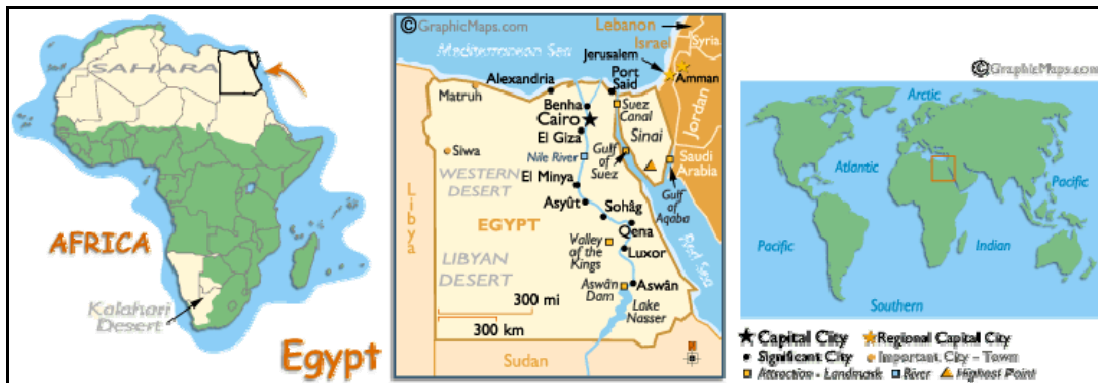 SAHARA
AFRICA
Kalahari
Desert
Egypt
©GraphicMaps.com
Mediterranean Sea
Lebanon
Israel
Syria
Jerusalem
Amman
Alexandria
Port
Said
Matruh
Benha
Cairo
El Giza
Suez
Canal
Sinai
Jordan
Siwa
Nile River
Gulf
of
Suez
Saudi
Arabia
WESTERN
DESERT
El Minya
Gulf
of
Aqaba
Libya
Asyût
Sohâg
EGYPT
Qena
Valley
of the
Kings
Luxor
Red Sea
LIBYAN
DESERT
Aswân
Dam
Aswân
300 mi
Lake
Nasser
300 km
Sudan
N
©GraphicMaps.com
Arctic
Atlantic
Pacific
Pacific
Indian
Southern
Capital City
Regional Capital City
Significant City
Important City - Town
Attraction - Landmark
River
Highest Point